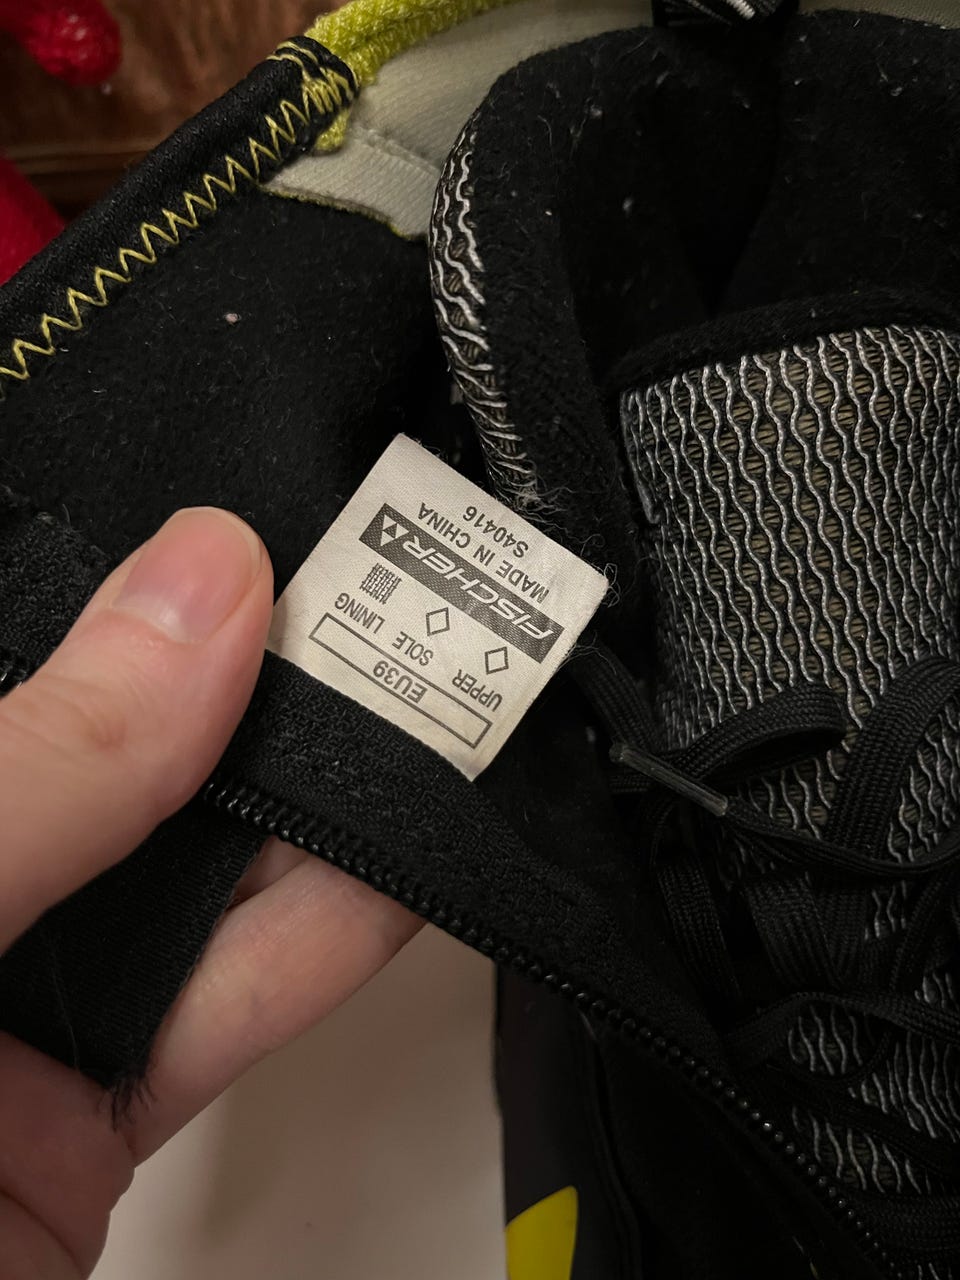 EU39
UPPER SOLE LINING
FISCHER
MADE IN CHINA
S40416